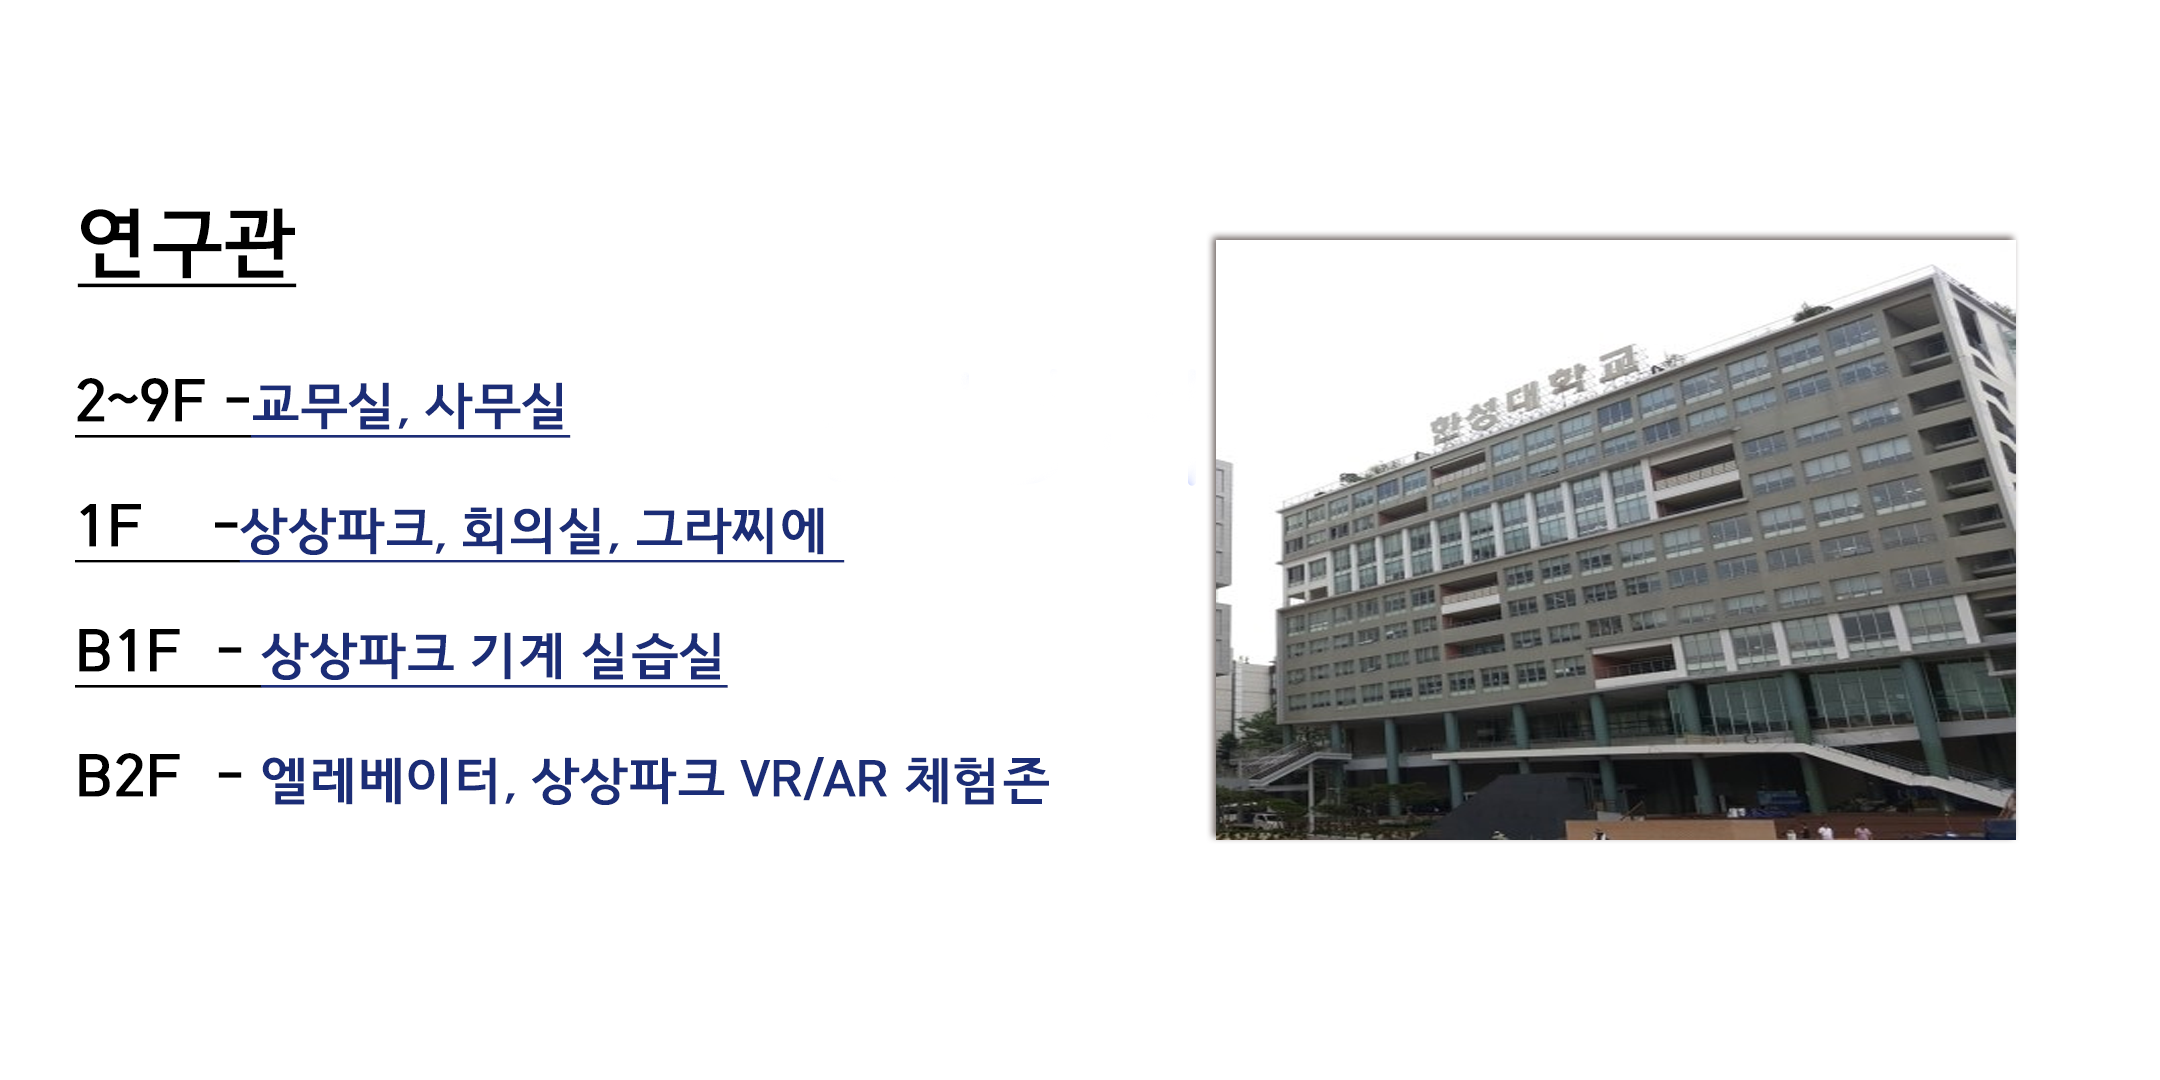 연구관
2~9F -교무실, 사무실
1F -상상파크, 회의실, 그라찌에
B1F - 상상파크 기계 실습실
B2F - 엘레베이터, 상상파크 VR/AR 체험존
한성대학교